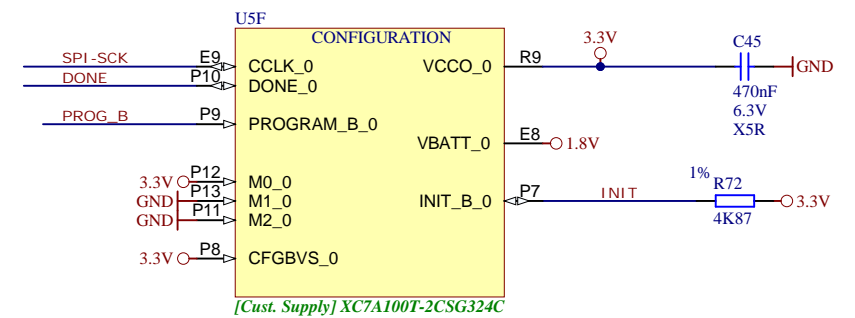 U5F
CONFIGURATION
SPI-SCK E9 CCLK_0 VCCO_0 R9 3.3V C45 GND
DONE P10 DONE_0
470nF
6.3V
X5R
PROG_B P9 PROGRAM_B_0
VBATT_0 E8 1.8V
3.3V P12 M0_0
GND P13 M1_0 INIT_B_0 P7 INIT 1% R72 4K87 3.3V
GND P11 M2_0
3.3V P8 CFGBVS_0
[Cust. Supply] XC7A100T-2CSG324C